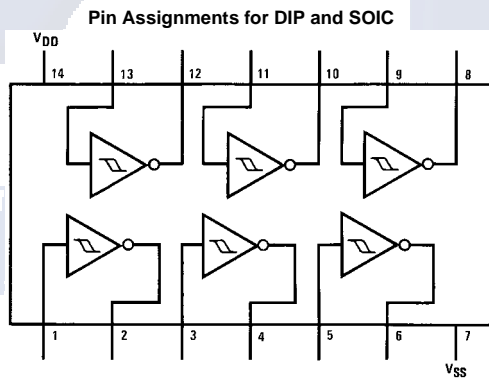 Pin Assignments for DIP and SOIC
VDD
14 13 12 11 10 9 8
1 2 3 4 5 6 7
VSS